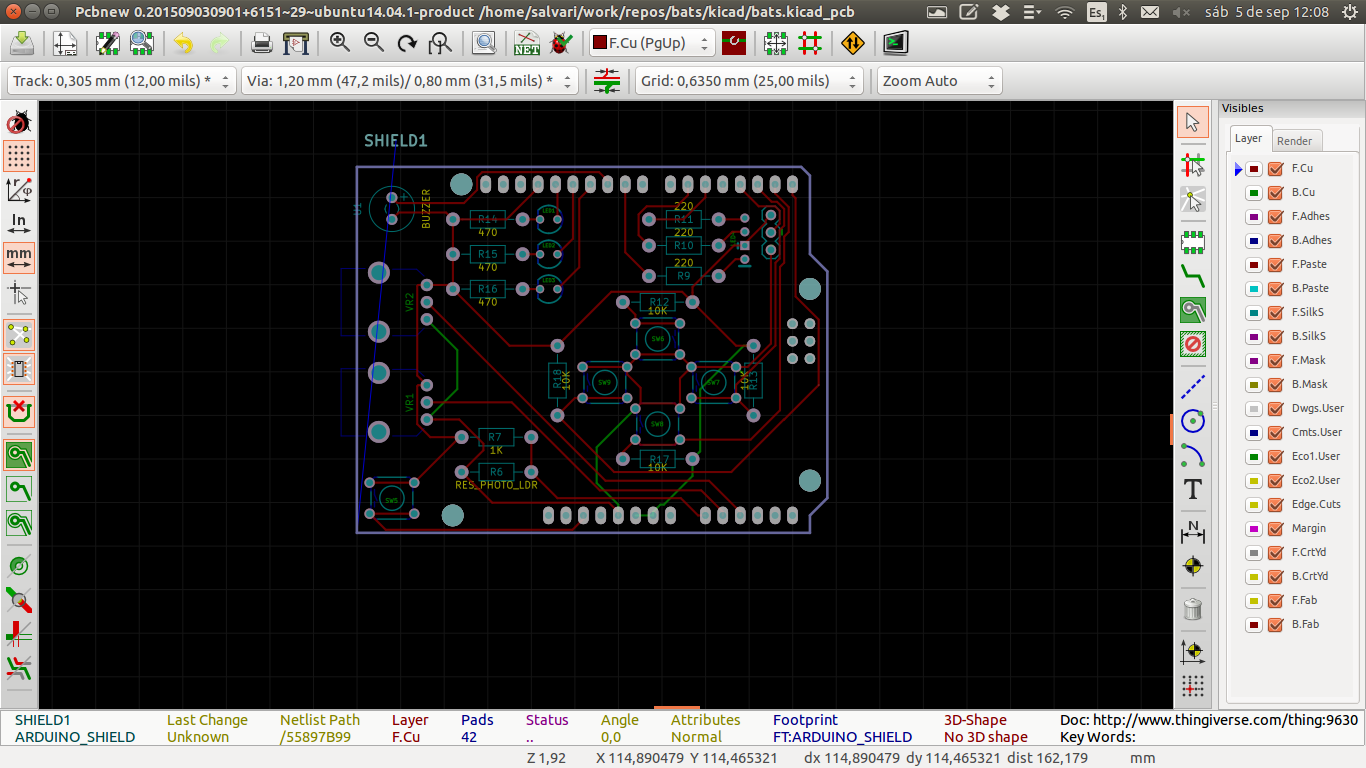 Pcbnew 0.201509030901+6151~29~ubuntu14.04.1-product /home/salvari/work/repos/bats/kicad/bats.kicad_pcb
Es1
sáb 5 de sep 12:08
NET
F.Cu (PgUp)
Track: 0,305 mm (12,00 mils) *
Via: 1,20 mm (47,2 mils)/ 0,80 mm (31,5 mils) *
Grid: 0,6350 mm (25,00 mils)
Zoom Auto
In
mm
SHIELD1
U1
+
BUZZER
R14
470
LED1
R15
470
LED2
R16
470
LED3
220
R11
220
R10
220
R9
VR2
R12
10K
SW6
R18
10K
SW9
SW7
10K
R13
VR1
SW8
R7
1K
R17
10K
R6
RES_PHOTO_LDR
SW5
T
N
Visibles
Layer
Render
F.Cu
B.Cu
F.Adhes
B.Adhes
F.Paste
B.Paste
F.SilkS
B.SilkS
F.Mask
B.Mask
Dwgs.User
Cmts.User
Eco1.User
Eco2.User
Edge.Cuts
Margin
F.CrtYd
B.CrtYd
F.Fab
B.Fab
SHIELD1 Last Change Netlist Path Layer Pads Status Angle Attributes Footprint 3D-Shape Doc: http://www.thingiverse.com/thing:9630
ARDUINO_SHIELD Unknown /55897B99 F.Cu 42 .. 0,0 Normal FT:ARDUINO_SHIELD No 3D shape Key Words:
Z 1,92 X 114,890479 Y 114,465321 dx 114,890479 dy 114,465321 dist 162,179 mm